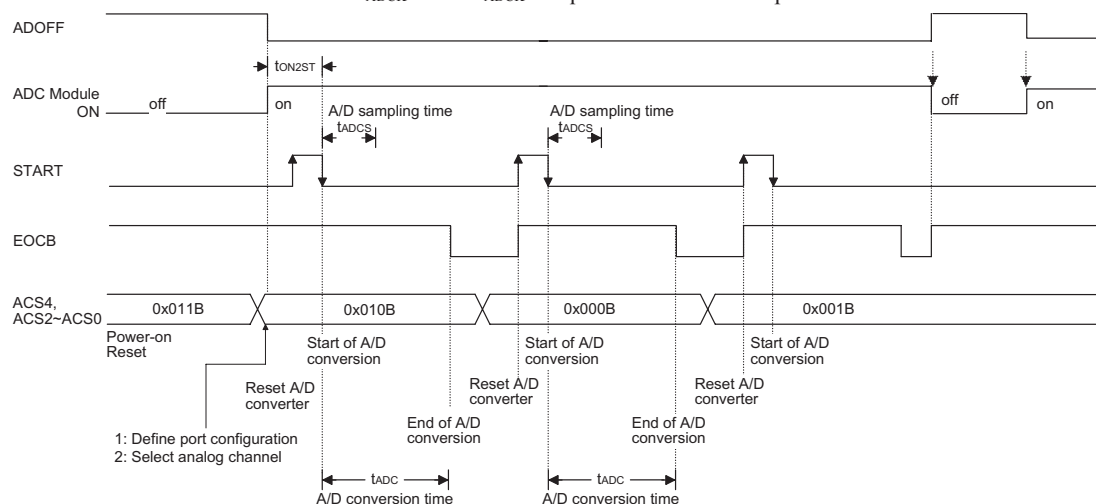 ADOFF
tON2ST
ADC Module
ON
off
on
A/D sampling time
tADCS
A/D sampling time
tADCS
off
on
START
EOCB
ACS4,
ACS2~ACS0
0x011B
0x010B
0x000B
0x001B
Power-on
Reset
Start of A/D
conversion
Start of A/D
conversion
Start of A/D
conversion
Reset A/D
converter
Reset A/D
converter
Reset A/D
converter
End of A/D
conversion
End of A/D
conversion
1: Define port configuration
2: Select analog channel
tADC
A/D conversion time
tADC
A/D conversion time